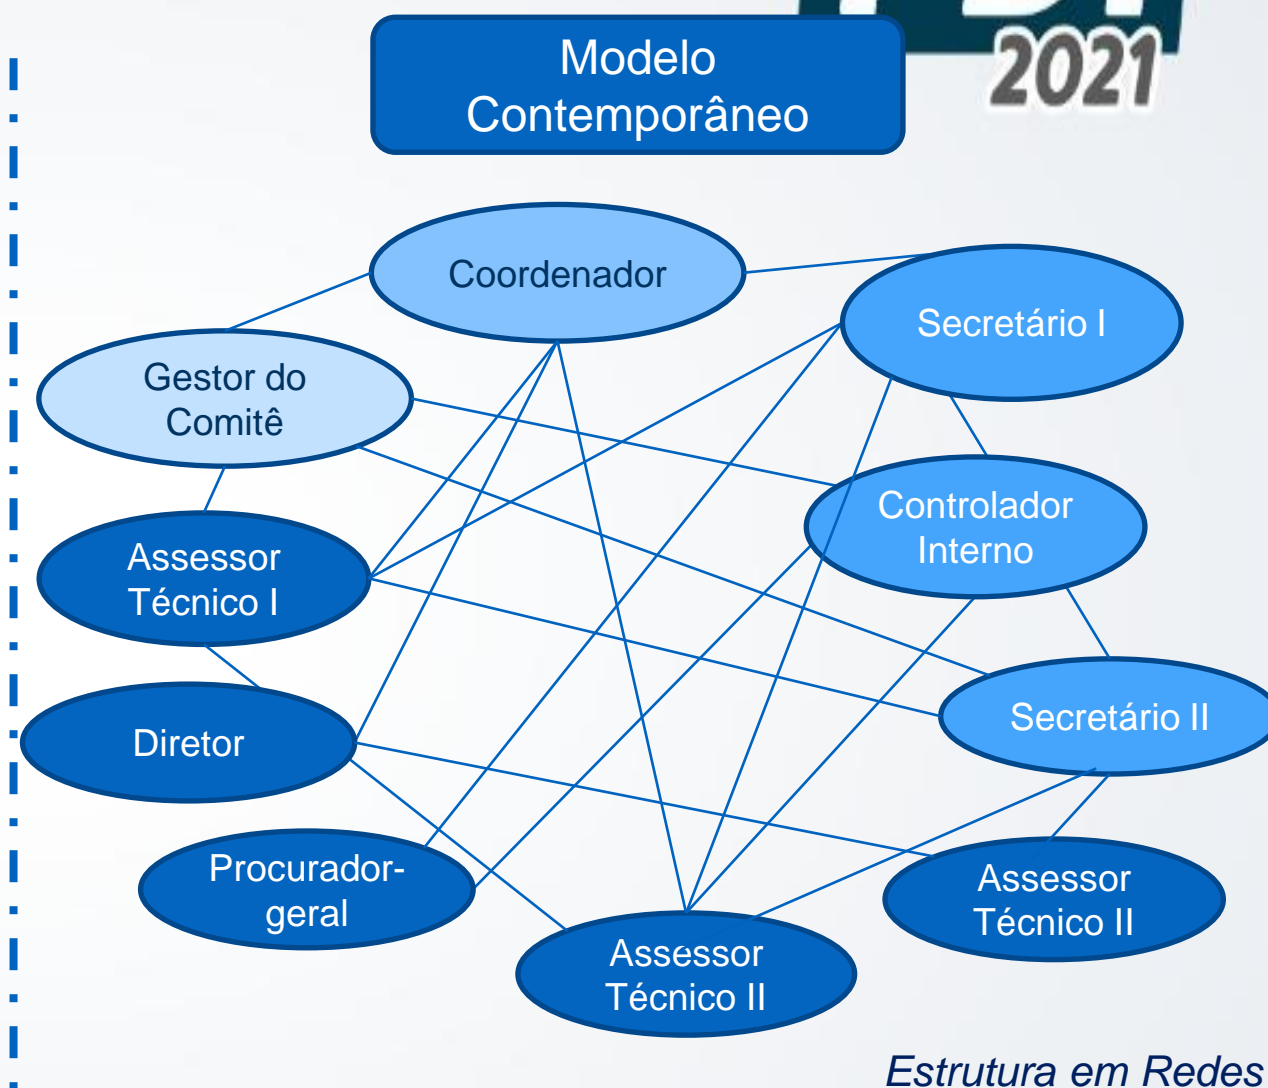 2021
Modelo
Contemporâneo
Coordenador
Secretário I
Gestor do
Comitê
Controlador
Interno
Assessor
Técnico I
Secretário II
Diretor
Procurador-
geral
Assessor
Técnico II
Assessor
Técnico II
Estrutura em Redes